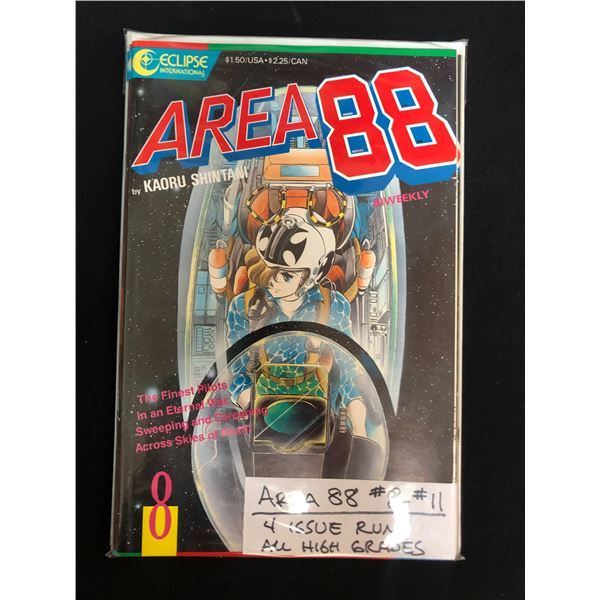 ECLIPSE
INTERNATIONAL
$1.50/USA • $2.25/CAN
AREA 88
by KAORU SHINTANI
BIWEEKLY
The Finest Pilots
In an Eternal War
Sweeping and Careening
Across Skies of Death
8
AREA 88 #8-#11
4 ISSUE RUN
ALL HIGH GRADES